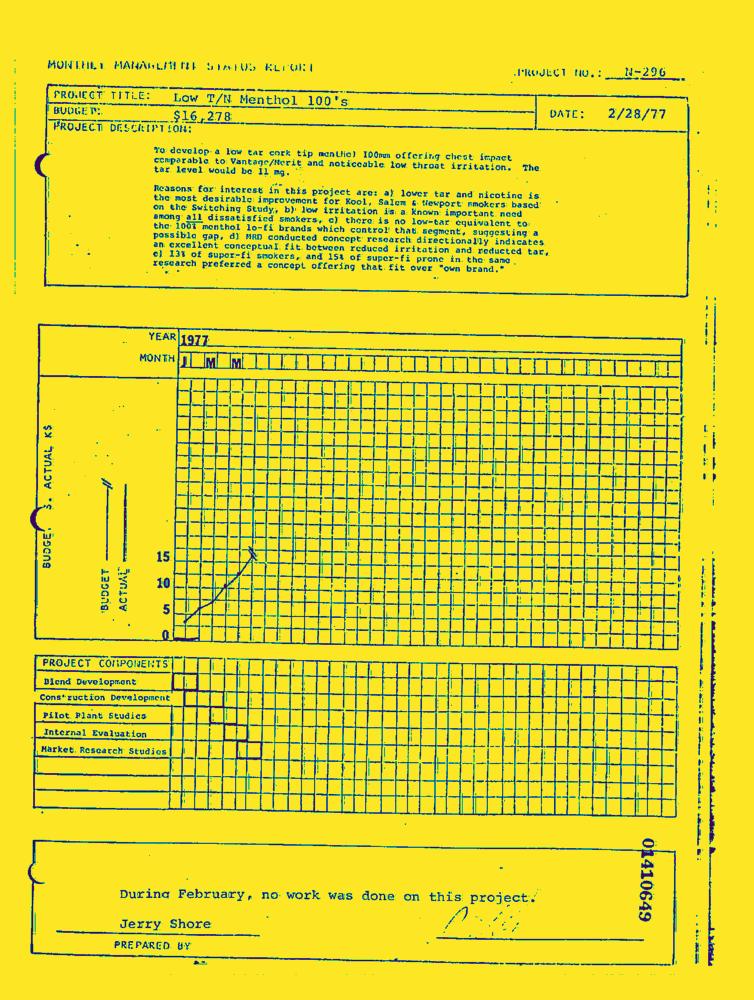 MONTHLY MANAGEMENT STATUS REPORT
PROJECT NO.: N-296
PROJECT TITLE: Low T/N Menthol 100's
BUDGET: $16,278
DATE: 2/28/77
PROJECT DESCRIPTION:
To develop a low tar cork tip menthol 100mm offering chest impact
comparable to Vantage/Merit and noticeable low throat irritation. The
tar level would be 11 mg.
Reasons for interest in this project are: a) lower tar and nicotine is
the most desirable improvement for Kool, Salem & Newport smokers based
on the Switching Study, b) low irritation is a known important need
among all dissatisfied smokers, c) there is no low-tar equivalent to
the menthol lo-fi brands which control that segment, suggesting a
possible gap, d) MRD conducted concept research directionally indicates
an excellent conceptual fit between reduced irritation and reducted tar,
e) 13% of super-fi smokers, and 15% of super-fi prone in the same
research preferred a concept offering that fit over "own brand."
YEAR 1977
MONTH J M M
BUDGET ACTUAL K$
BUDGET
ACTUAL
15
10
5
0
PROJECT COMPONENTS
Blend Development
Construction Development
Pilot Plant Studies
Internal Evaluation
Market Research Studies
01410649
During February, no work was done on this project.
Jerry Shore
PREPARED BY